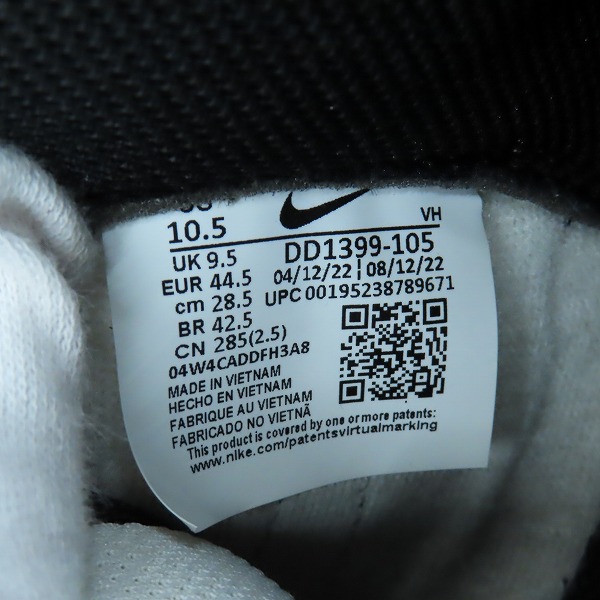 10.5
VH
UK 9.5
DD1399-105
EUR 44.5
04/12/22 | 08/12/22
cm 28.5
UPC 00195238789671
BR 42.5
CN 285(2.5)
04W4CADDFH3A8
MADE IN VIETNAM
HECHO EN VIETNAM
FABRIQUE AU VIETNAM
FABRICADO NO VIETNÃ
This product is covered by one or more patents:
www.nike.com/patentsvirtualmarking